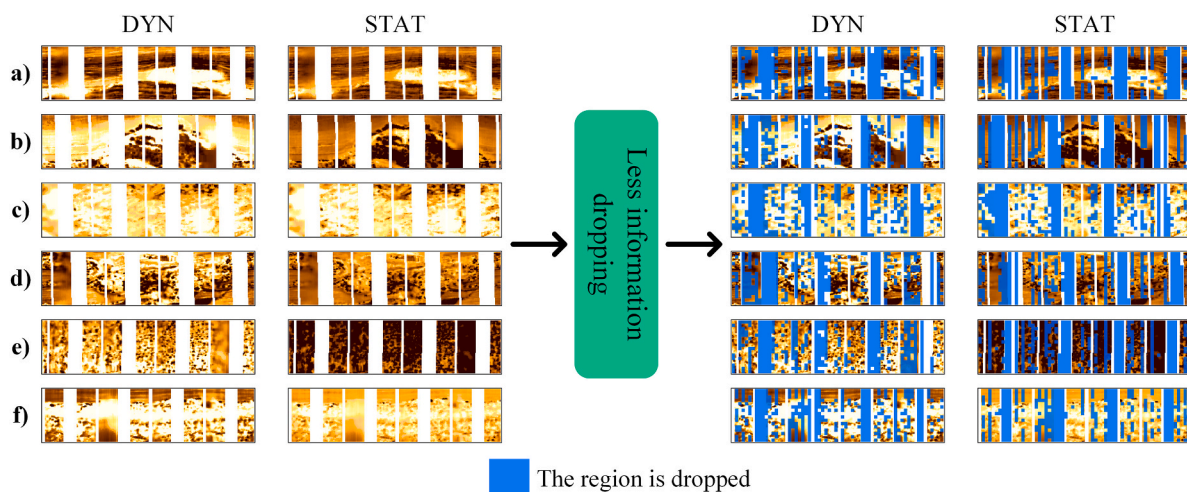 DYN STAT DYN STAT
a)
b)
c)
d)
e)
f)
Less information
dropping
The region is dropped